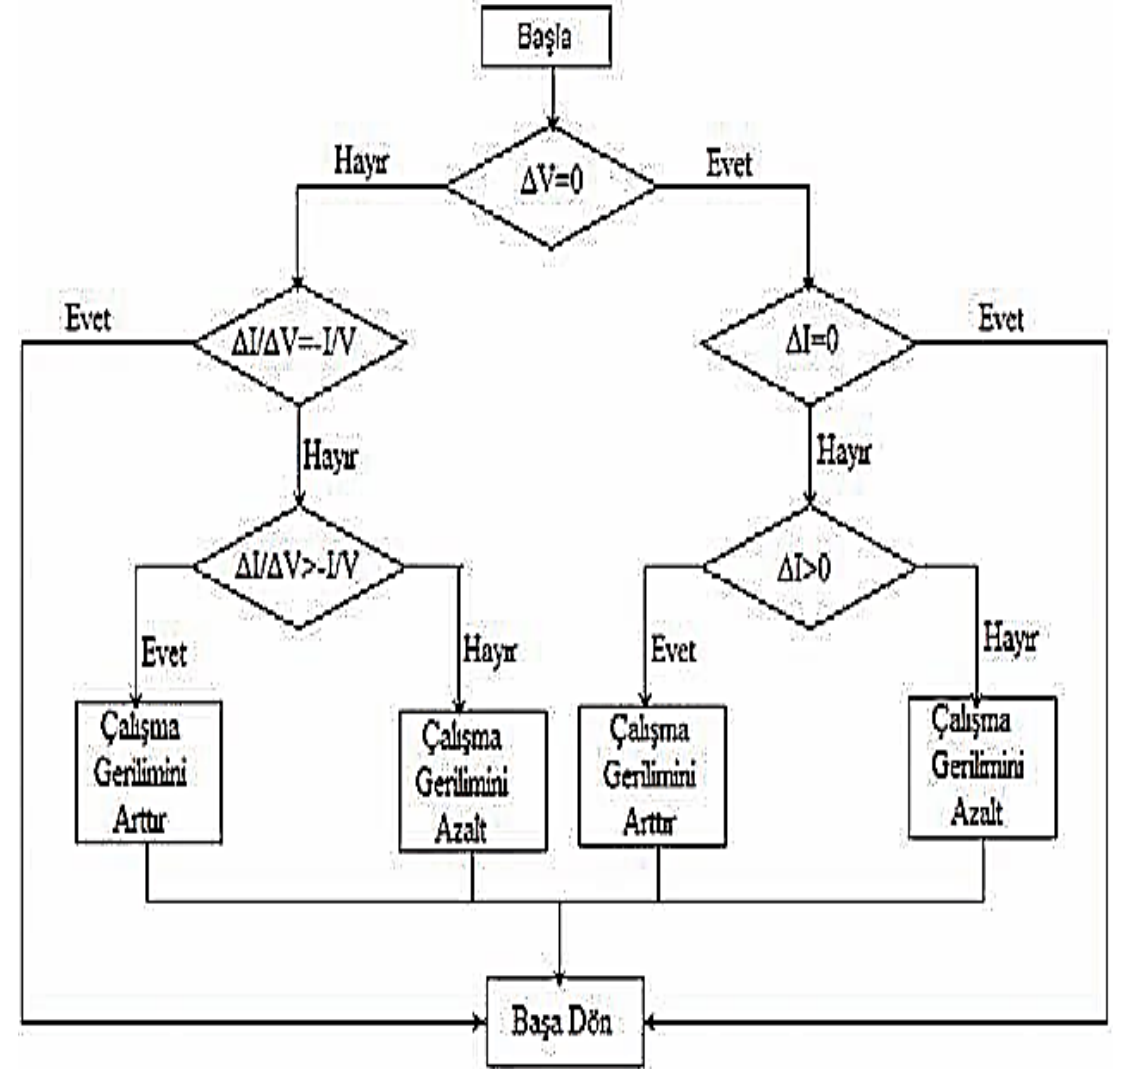 Başla
Hayır
ΔV=0
Evet
Evet
ΔI/ΔV=-I/V
ΔI=0
Evet
Hayır
Hayır
ΔI/ΔV>-I/V
ΔI>0
Evet
Hayır
Evet
Hayır
Çalışma
Gerilimini
Arttır
Çalışma
Gerilimini
Azalt
Çalışma
Gerilimini
Arttır
Çalışma
Gerilimini
Azalt
Başa Dön